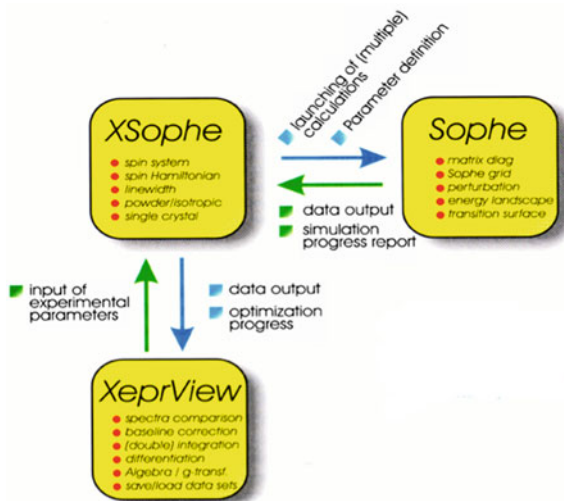 launching of (multiple)
calculations
Parameter definition
XSophe
spin system
spin Hamiltonian
linewidth
powder/isotropic
single crystal
Sophe
matrix diag
Sophe grid
perturbation
energy landscape
transition surface
data output
simulation
progress report
input of
experimental
parameters
data output
optimization
progress
XeprView
spectra comparison
baseline correction
(double) integration
differentiation
Algebra / g-transf.
save/load data sets